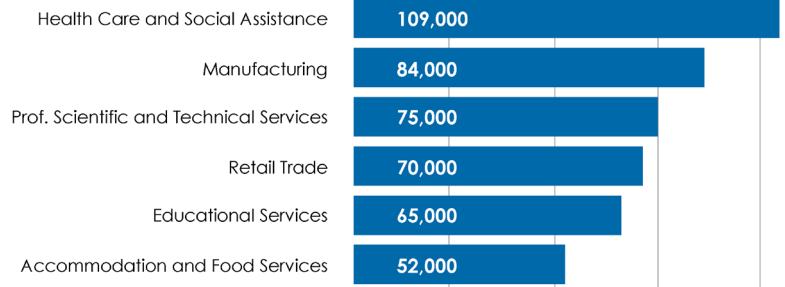 Health Care and Social Assistance 109,000
Manufacturing 84,000
Prof. Scientific and Technical Services 75,000
Retail Trade 70,000
Educational Services 65,000
Accommodation and Food Services 52,000